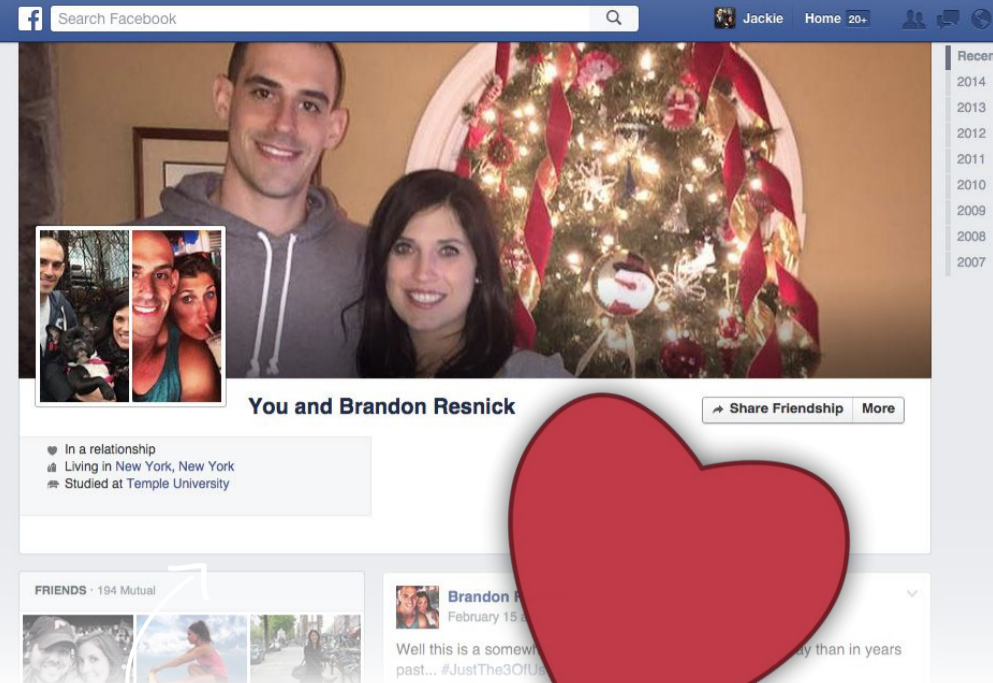 f
Search Facebook
Jackie Home 20+
Recen
2014
2013
2012
2011
2010
2009
2008
2007
You and Brandon Resnick
Share Friendship More
In a relationship
Living in New York, New York
Studied at Temple University
FRIENDS · 194 Mutual
Brandon
February 15
Well this is a somew ay than in years
past... #JustThe3OfUs